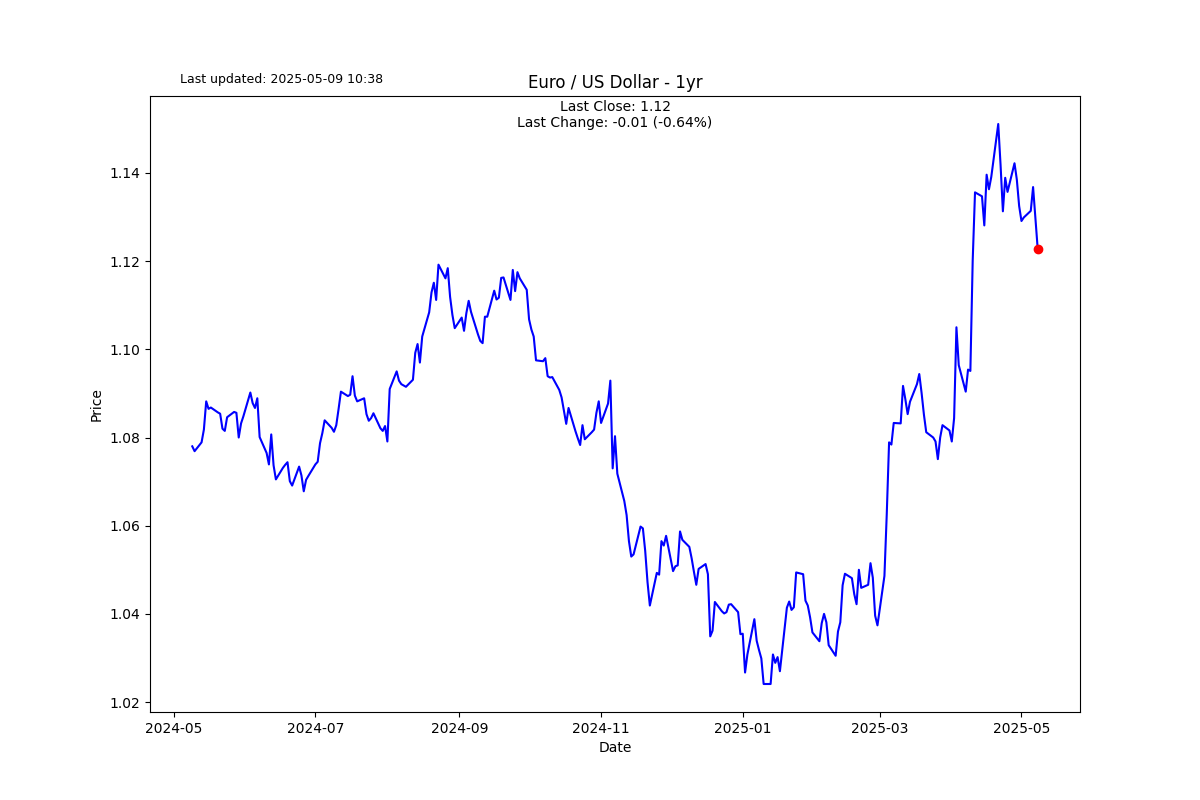 Last updated: 2025-05-09 10:38
Euro / US Dollar - 1yr
Last Close: 1.12
Last Change: -0.01 (-0.64%)
1.14
1.12
1.10
1.08
1.06
1.04
1.02
Price
2024-05
2024-07
2024-09
2024-11
2025-01
2025-03
2025-05
Date